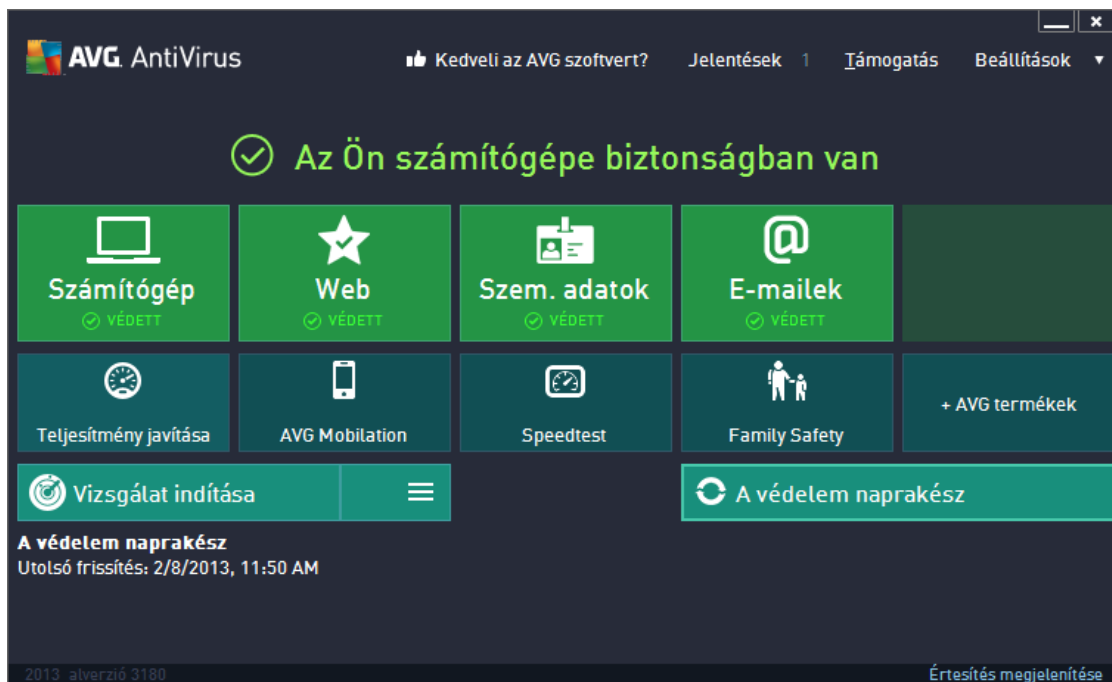 AVG. AntiVirus
Kedveli az AVG szoftvert? Jelentések 1 Támogatás Beállítások
Az Ön számítógépe biztonságban van
Számítógép Web Szem. adatok E-mailek
VÉDETT VÉDETT VÉDETT VÉDETT
Teljesítmény javítása AVG Mobilation Speedtest Family Safety + AVG termékek
Vizsgálat indítása A védelem naprakész
A védelem naprakész
Utolsó frissítés: 2/8/2013, 11:50 AM
2013 alverzió 3180 Értesítés megjelenítése